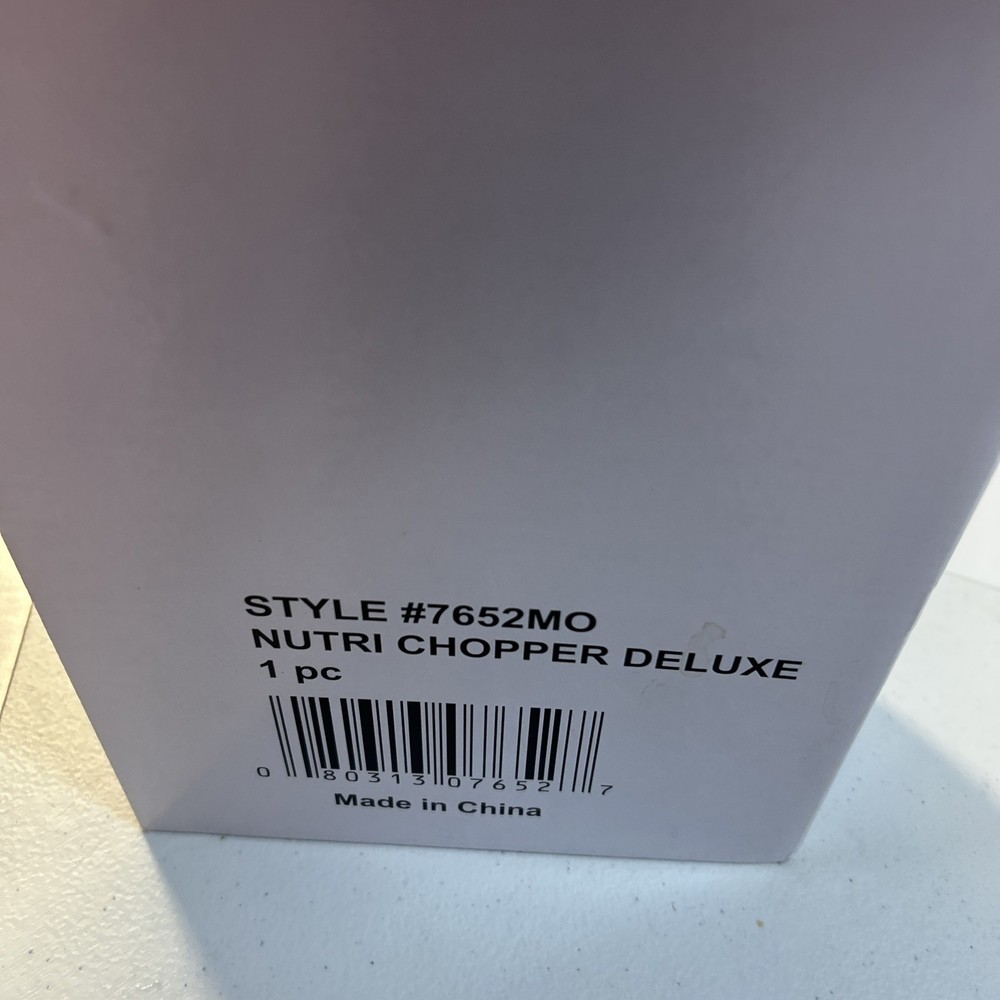 STYLE #7652MO
NUTRI CHOPPER DELUXE
1 pc
0 80313 07652 7
Made in China